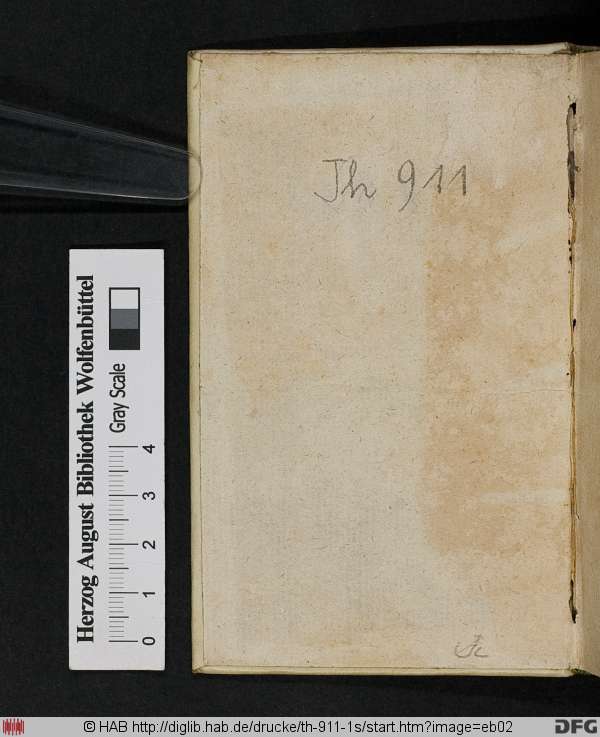 Th 911
Herzog August Bibliothek Wolfenbüttel
Gray Scale
0 1 2 3 4
© HAB http://diglib.hab.de/drucke/th-911-1s/start.htm?image=eb02
DFG